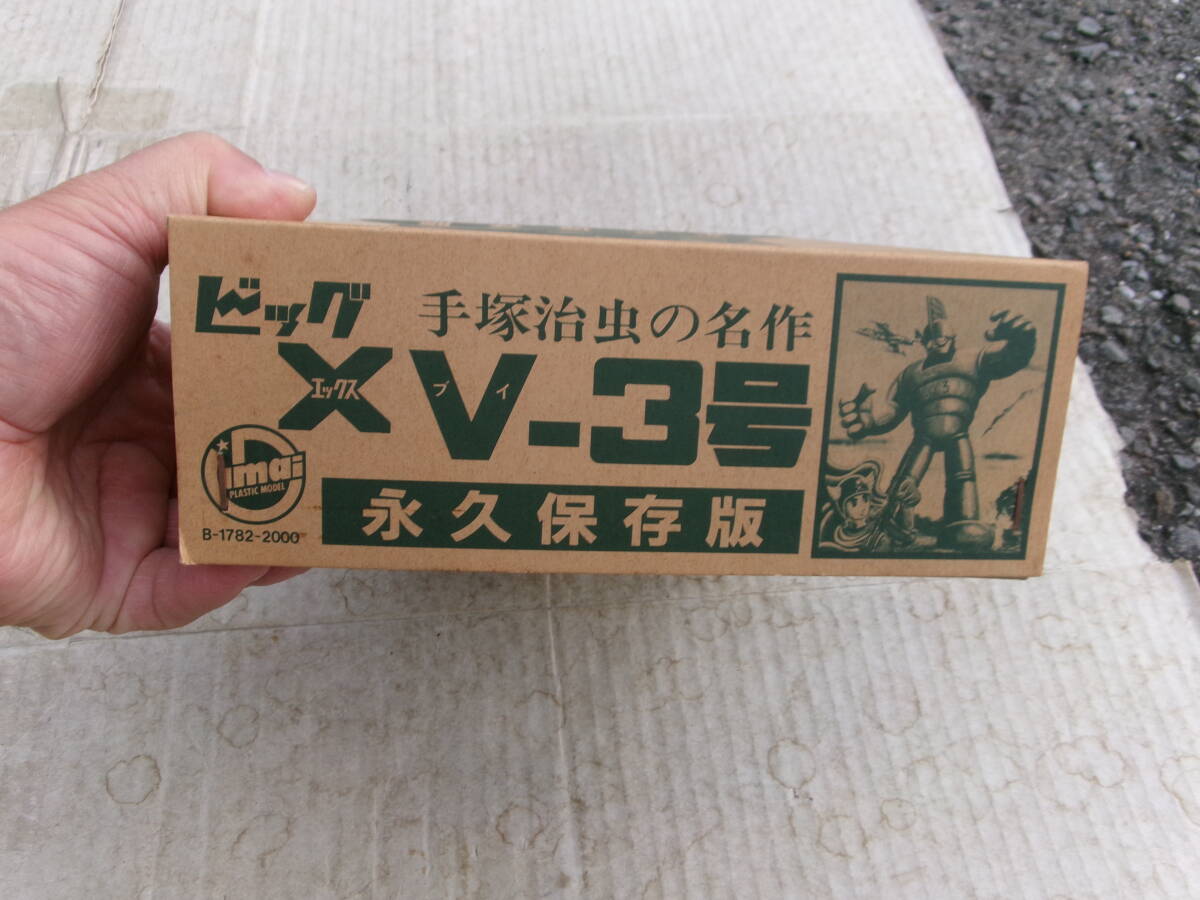 ビッグ
エックス
手塚治虫の名作
X V-3号
ブイ
imai
PLASTIC MODEL
B-1782-2000
永久保存版
V3